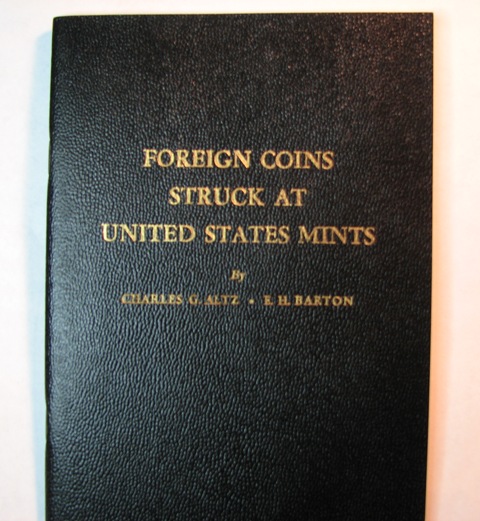 FOREIGN COINS
STRUCK AT
UNITED STATES MINTS
By
CHARLES G. ALTZ • E. H. BARTON